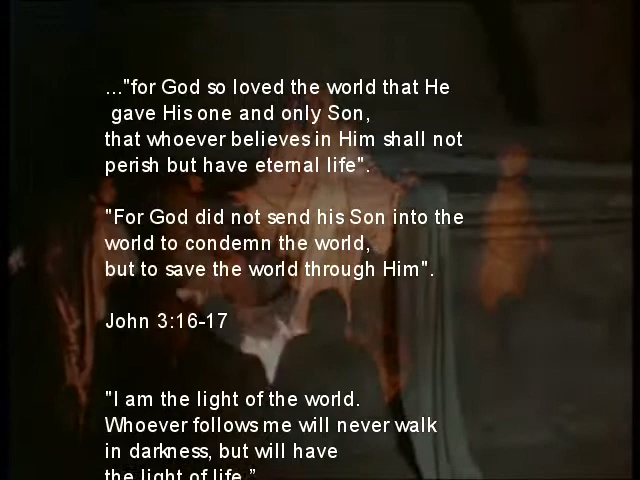 ..."for God so loved the world that He
gave His one and only Son,
that whoever believes in Him shall not
perish but have eternal life".
"For God did not send his Son into the
world to condemn the world,
but to save the world through Him".
John 3:16-17
"I am the light of the world.
Whoever follows me will never walk
in darkness, but will have
the light of life."